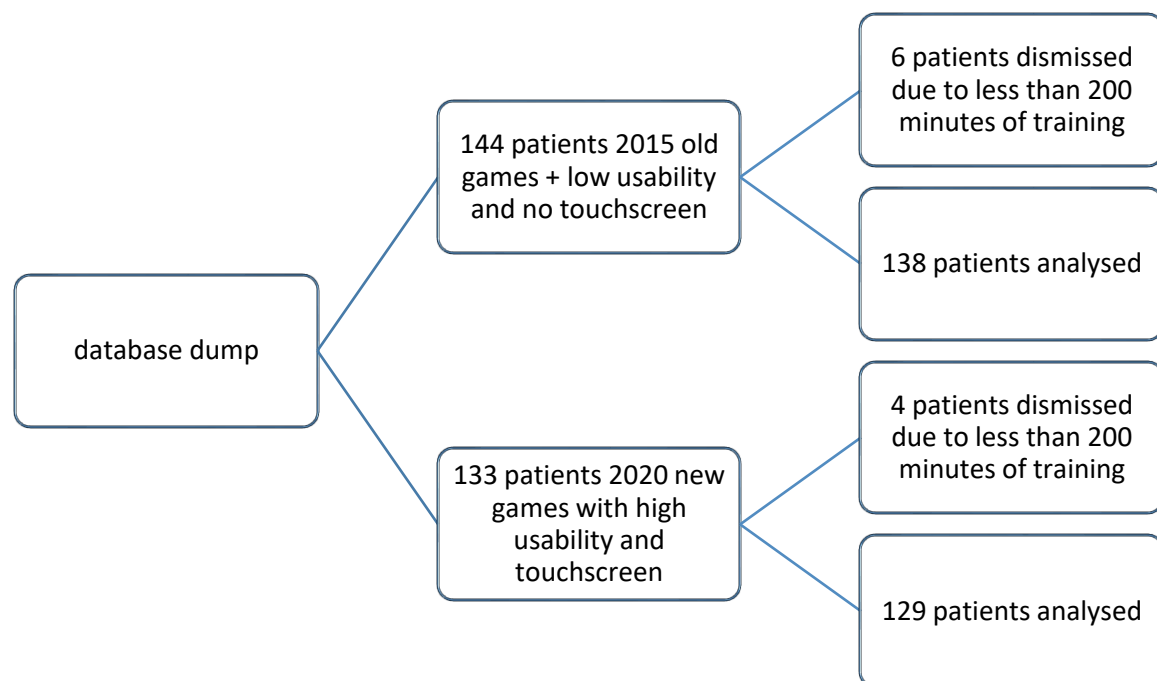 database dump
144 patients 2015 old
games + low usability
and no touchscreen
6 patients dismissed
due to less than 200
minutes of training
138 patients analysed
133 patients 2020 new
games with high
usability and
touchscreen
4 patients dismissed
due to less than 200
minutes of training
129 patients analysed